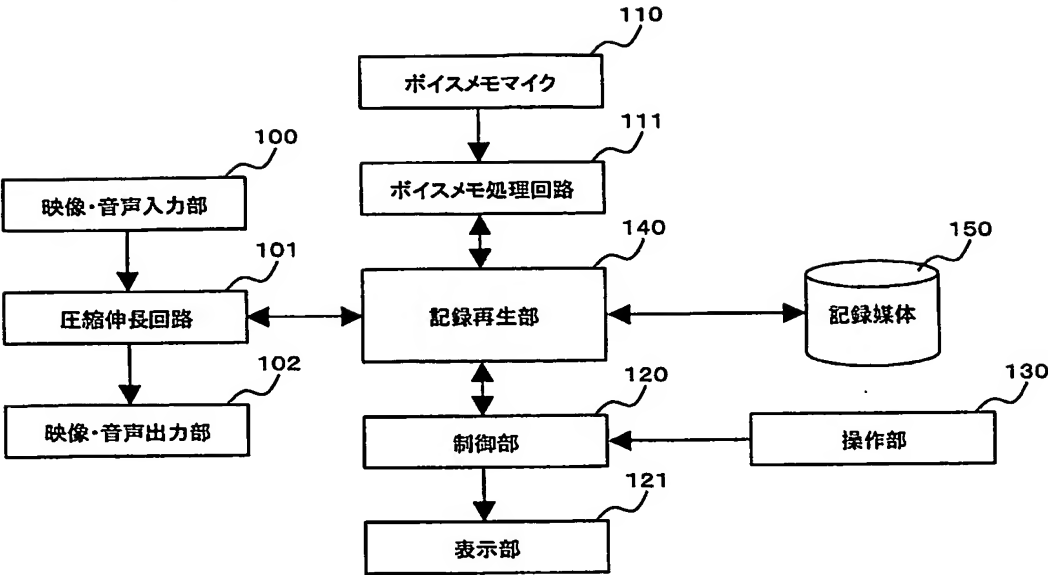 110
ボイスメモマイク
111
ボイスメモ処理回路
100
映像・音声入力部
101
圧縮伸長回路
102
映像・音声出力部
140
記録再生部
150
記録媒体
120
制御部
130
操作部
121
表示部